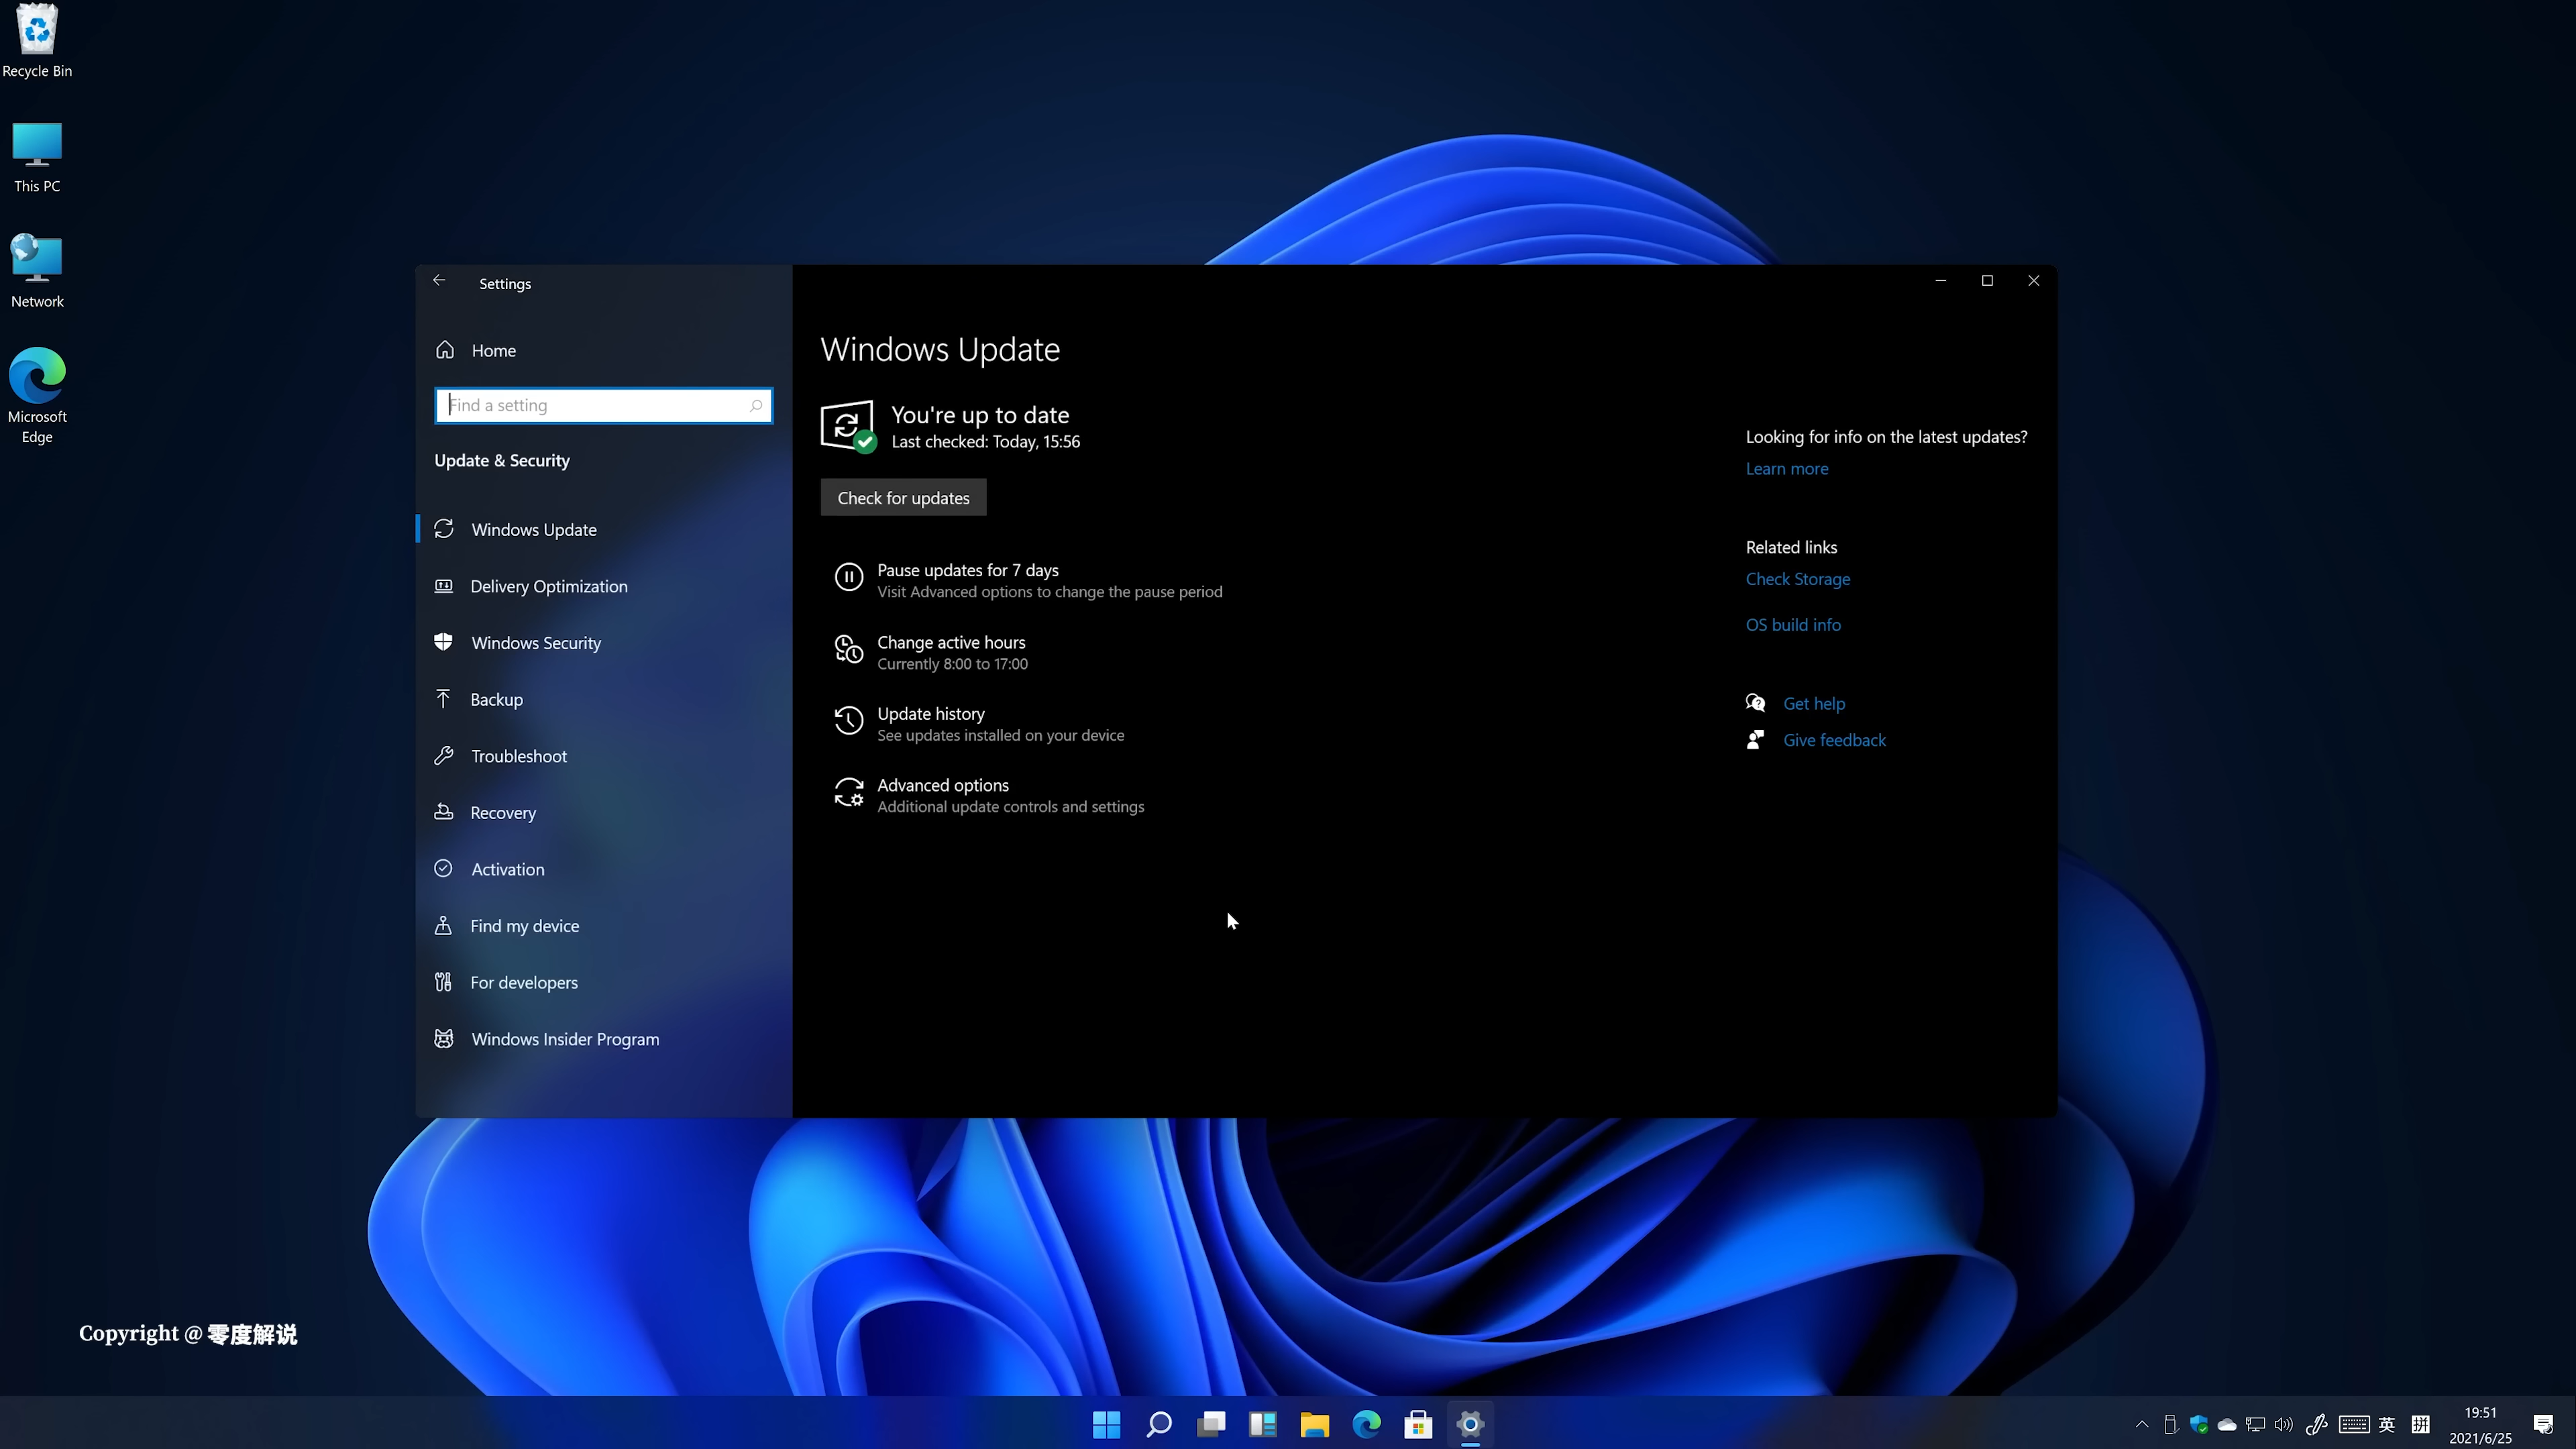 Recycle Bin
This PC
Network
Microsoft
Edge
Settings
Home
Find a setting
Update & Security
Windows Update
Delivery Optimization
Windows Security
Backup
Troubleshoot
Recovery
Activation
Find my device
For developers
Windows Insider Program
Windows Update
You're up to date
Last checked: Today, 15:56
Check for updates
Pause updates for 7 days
Visit Advanced options to change the pause period
Change active hours
Currently 8:00 to 17:00
Update history
See updates installed on your device
Advanced options
Additional update controls and settings
Looking for info on the latest updates?
Learn more
Related links
Check Storage
OS build info
Get help
Give feedback
Copyright @ 零度解说
英
拼
19:51
2021/6/25